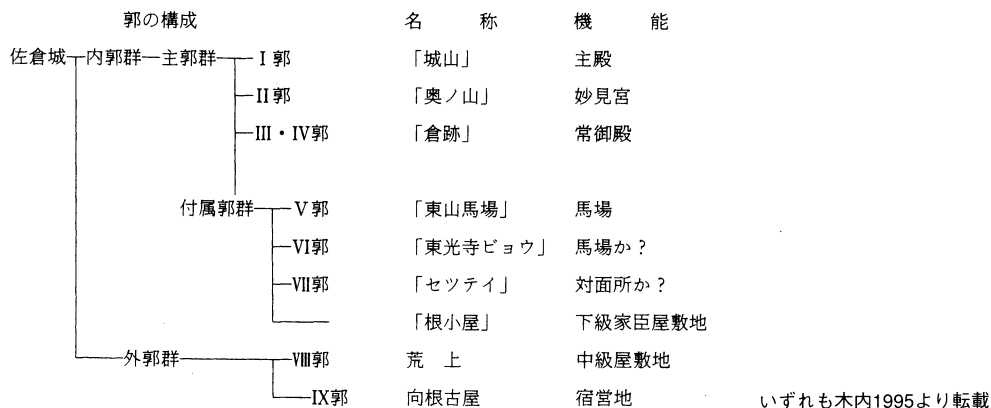 郭の構成 名 称 機 能
佐倉城 内郭群 主郭群 Ⅰ郭 「城山」 主殿
Ⅱ郭 「奥ノ山」 妙見宮
Ⅲ・Ⅳ郭 「倉跡」 常御殿
付属郭群 Ⅴ郭 「東山馬場」 馬場
Ⅵ郭 「東光寺ビョウ」 馬場か?
Ⅶ郭 「セツテイ」 対面所か?
「根小屋」 下級家臣屋敷地
外郭群 Ⅷ郭 荒 上 中級屋敷地
Ⅸ郭 向根古屋 宿営地
いずれも木内1995より転載